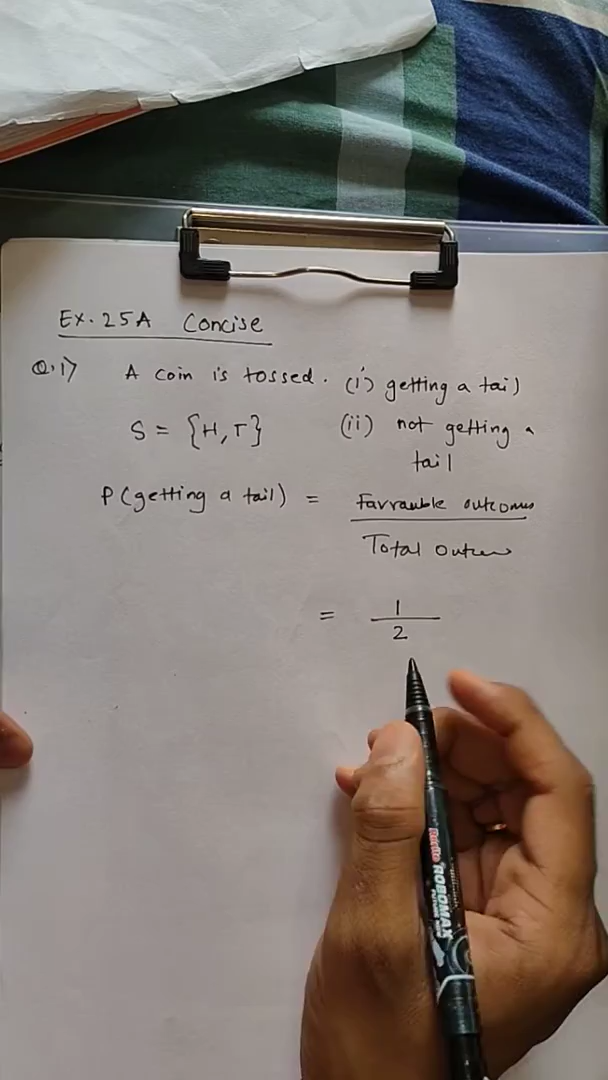 Ex. 25A Concise
Q.1) A coin is tossed. (i) getting a tail
S = {H, T} (ii) not getting a
tail
P(getting a tail) = Favrauble outcomes
Total
= 1
2
ROBOMAX